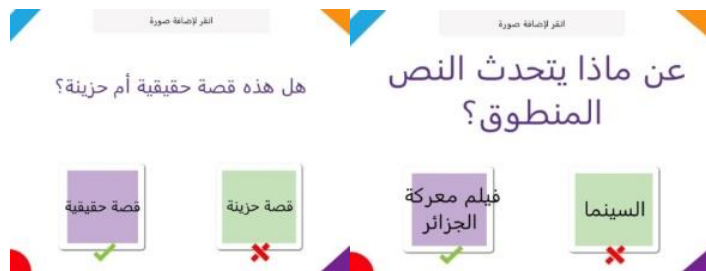 انقر لإضافة صورة
عن ماذا يتحدث النص
المنطوق؟
السينما
فيلم معركة
الجزائر
انقر لإضافة صورة
هل هذه قصة حقيقية أم حزينة؟
قصة حزينة
قصة حقيقية